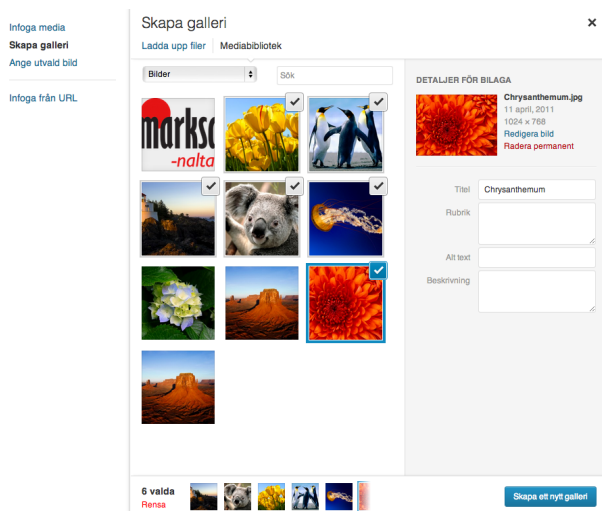 Infoga media
Skapa galleri
Ange utvald bild
Infoga från URL
Skapa galleri
×
Ladda upp filer
Mediabibliotek
Bilder
Sök
-nalta
DETALJER FÖR BILAGA
Chrysanthemum.jpg
11 april, 2011
1024 × 768
Redigera bild
Radera permanent
Titel
Chrysanthemum
Rubrik
Alt text
Beskrivning
6 valda
Rensa
Skapa ett nytt galleri